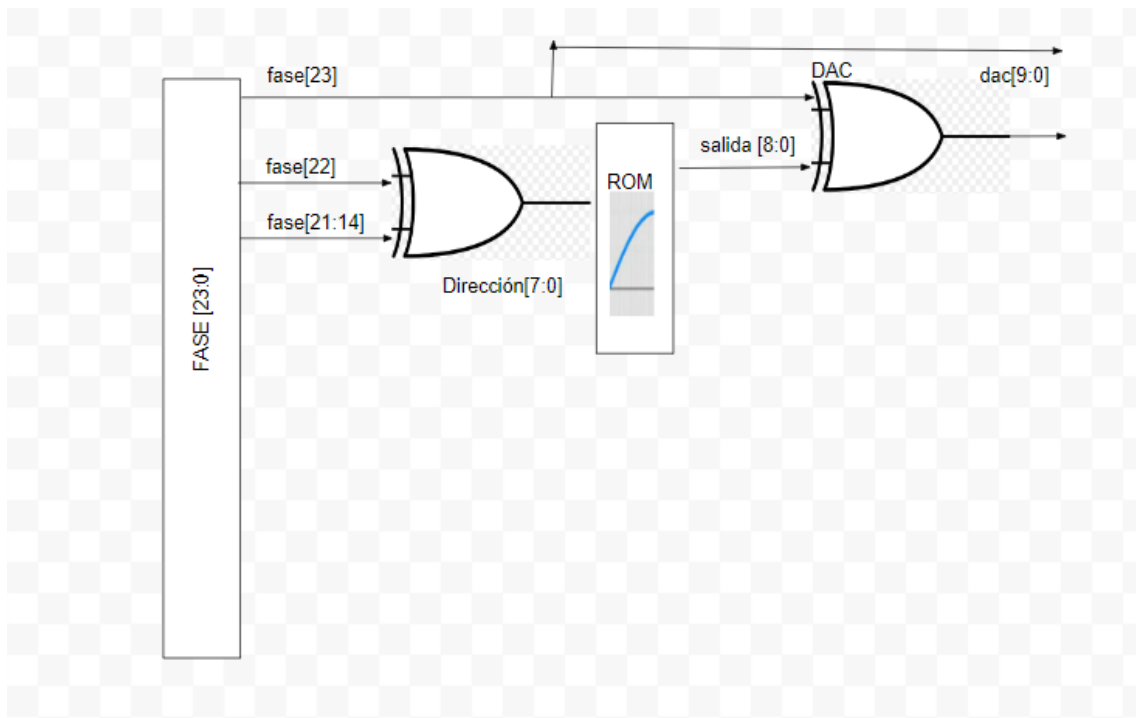 fase[23]
DAC
dac[9:0]
salida [8:0]
fase[22]
ROM
fase[21:14]
Dirección[7:0]
FASE [23:0]